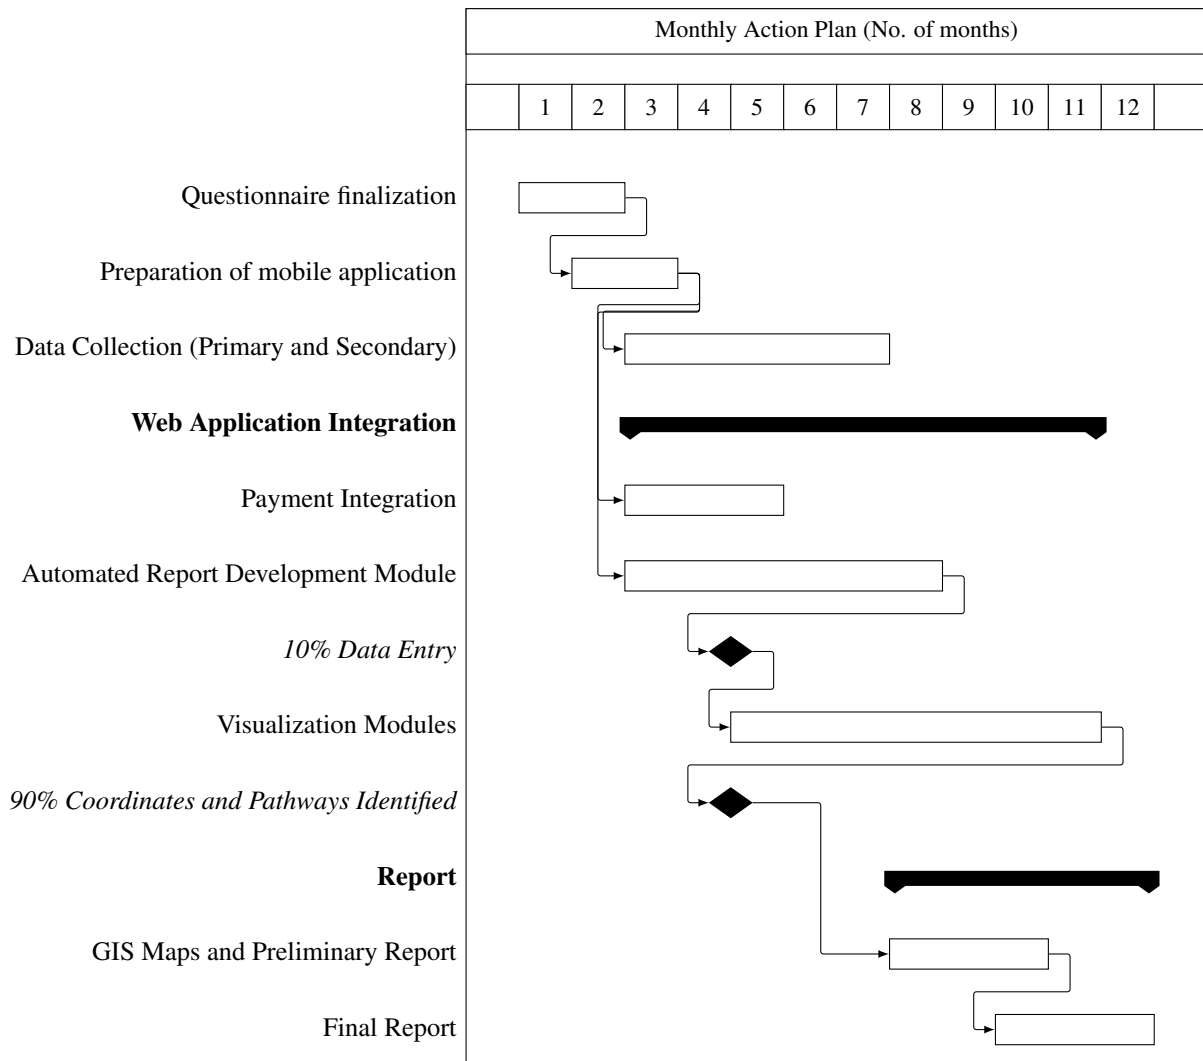 Monthly Action Plan (No. of months)
1 2 3 4 5 6 7 8 9 10 11 12
Questionnaire finalization
Preparation of mobile application
Data Collection (Primary and Secondary)
Web Application Integration
Payment Integration
Automated Report Development Module
10% Data Entry
Visualization Modules
90% Coordinates and Pathways Identified
Report
GIS Maps and Preliminary Report
Final Report